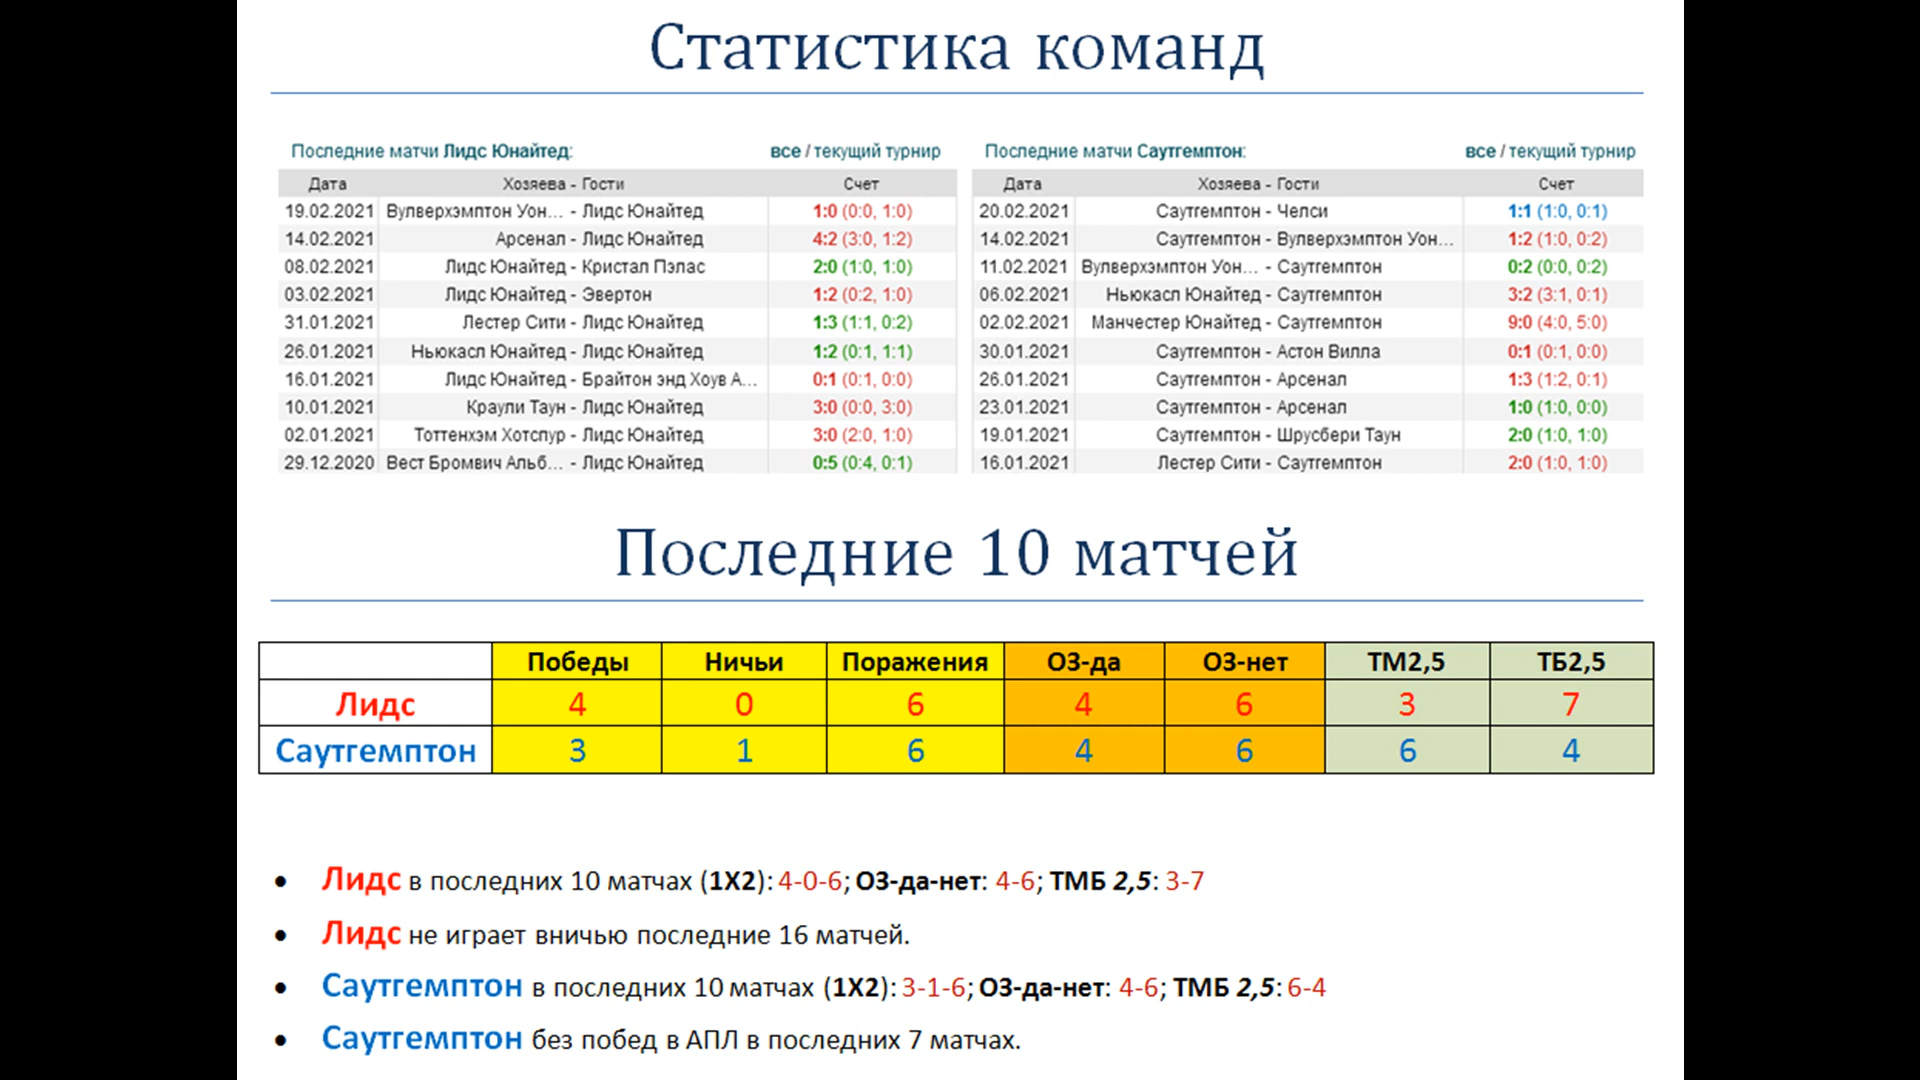 Статистика команд
Последние матчи Лидс Юнайтед: все / текущий турнир
Дата Хозяева - Гости Счет
19.02.2021 Вулверхэмптон Уон... - Лидс Юнайтед 1:0 (0:0, 1:0)
14.02.2021 Арсенал - Лидс Юнайтед 4:2 (3:0, 1:2)
08.02.2021 Лидс Юнайтед - Кристал Пэлас 2:0 (1:0, 1:0)
03.02.2021 Лидс Юнайтед - Эвертон 1:2 (0:2, 1:0)
31.01.2021 Лестер Сити - Лидс Юнайтед 1:3 (1:1, 0:2)
26.01.2021 Ньюкасл Юнайтед - Лидс Юнайтед 1:2 (0:1, 1:1)
16.01.2021 Лидс Юнайтед - Брайтон энд Хоув А... 0:1 (0:1, 0:0)
10.01.2021 Краули Таун - Лидс Юнайтед 3:0 (0:0, 3:0)
02.01.2021 Тоттенхэм Хотспур - Лидс Юнайтед 3:0 (2:0, 1:0)
29.12.2020 Вест Бромвич Альб... - Лидс Юнайтед 0:5 (0:4, 0:1)
Последние матчи Саутгемптон: все / текущий турнир
Дата Хозяева - Гости Счет
20.02.2021 Саутгемптон - Челси 1:1 (1:0, 0:1)
14.02.2021 Саутгемптон - Вулверхэмптон Уон... 1:2 (1:0, 0:2)
11.02.2021 Вулверхэмптон Уон... - Саутгемптон 0:2 (0:0, 0:2)
06.02.2021 Ньюкасл Юнайтед - Саутгемптон 3:2 (3:1, 0:1)
02.02.2021 Манчестер Юнайтед - Саутгемптон 9:0 (4:0, 5:0)
30.01.2021 Саутгемптон - Астон Вилла 0:1 (0:1, 0:0)
26.01.2021 Саутгемптон - Арсенал 1:3 (1:2, 0:1)
23.01.2021 Саутгемптон - Арсенал 1:0 (1:0, 0:0)
19.01.2021 Саутгемптон - Шрусбери Таун 2:0 (1:0, 1:0)
16.01.2021 Лестер Сити - Саутгемптон 2:0 (1:0, 1:0)
Последние 10 матчей
Победы Ничьи Поражения ОЗ-да ОЗ-нет ТМ2,5 ТБ2,5
Лидс 4 0 6 4 6 3 7
Саутгемптон 3 1 6 4 6 6 4
• Лидс в последних 10 матчах (1Х2): 4-0-6; ОЗ-да-нет: 4-6; ТМБ 2,5: 3-7
• Лидс не играет вничью последние 16 матчей.
• Саутгемптон в последних 10 матчах (1Х2): 3-1-6; ОЗ-да-нет: 4-6; ТМБ 2,5: 6-4
• Саутгемптон без побед в АПЛ в последних 7 матчах.